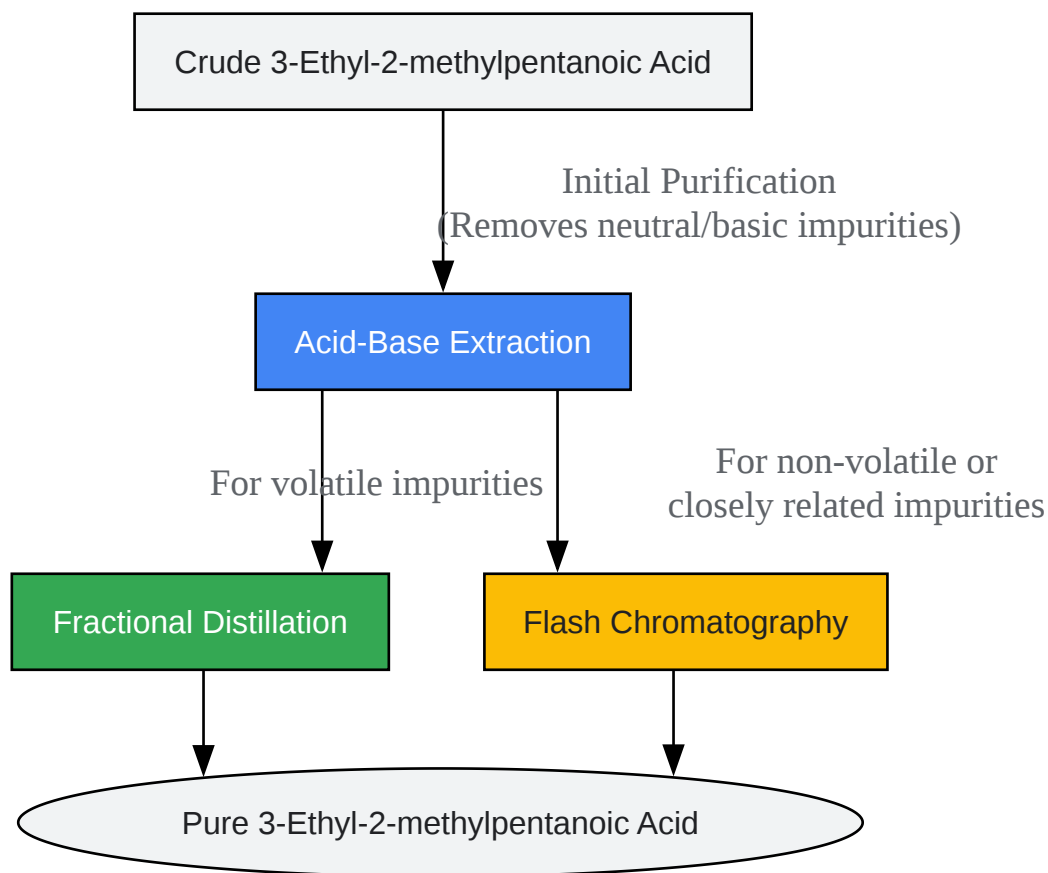 Crude 3-Ethyl-2-methylpentanoic Acid
Initial Purification
(Removes neutral/basic impurities)
Acid-Base Extraction
For volatile impurities
For non-volatile or
closely related impurities
Fractional Distillation
Flash Chromatography
Pure 3-Ethyl-2-methylpentanoic Acid